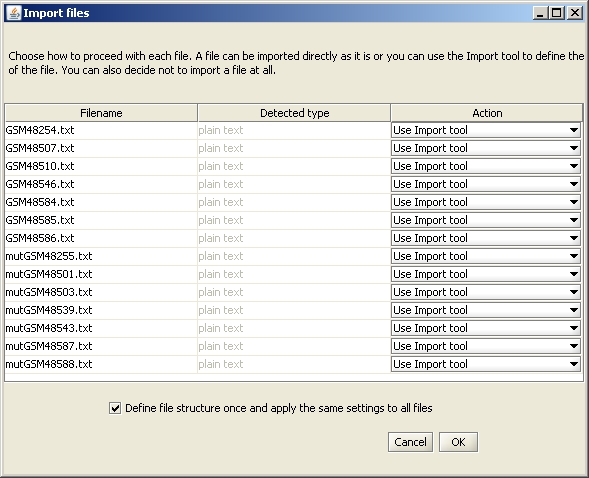 Import files
Choose how to proceed with each file. A file can be imported directly as it is or you can use the Import tool to define the
of the file. You can also decide not to import a file at all.
Filename Detected type Action
GSM48254.txt plain text Use Import tool
GSM48507.txt plain text Use Import tool
GSM48510.txt plain text Use Import tool
GSM48546.txt plain text Use Import tool
GSM48584.txt plain text Use Import tool
GSM48585.txt plain text Use Import tool
GSM48586.txt plain text Use Import tool
mutGSM48255.txt plain text Use Import tool
mutGSM48501.txt plain text Use Import tool
mutGSM48503.txt plain text Use Import tool
mutGSM48539.txt plain text Use Import tool
mutGSM48543.txt plain text Use Import tool
mutGSM48587.txt plain text Use Import tool
mutGSM48588.txt plain text Use Import tool
Define file structure once and apply the same settings to all files
Cancel OK